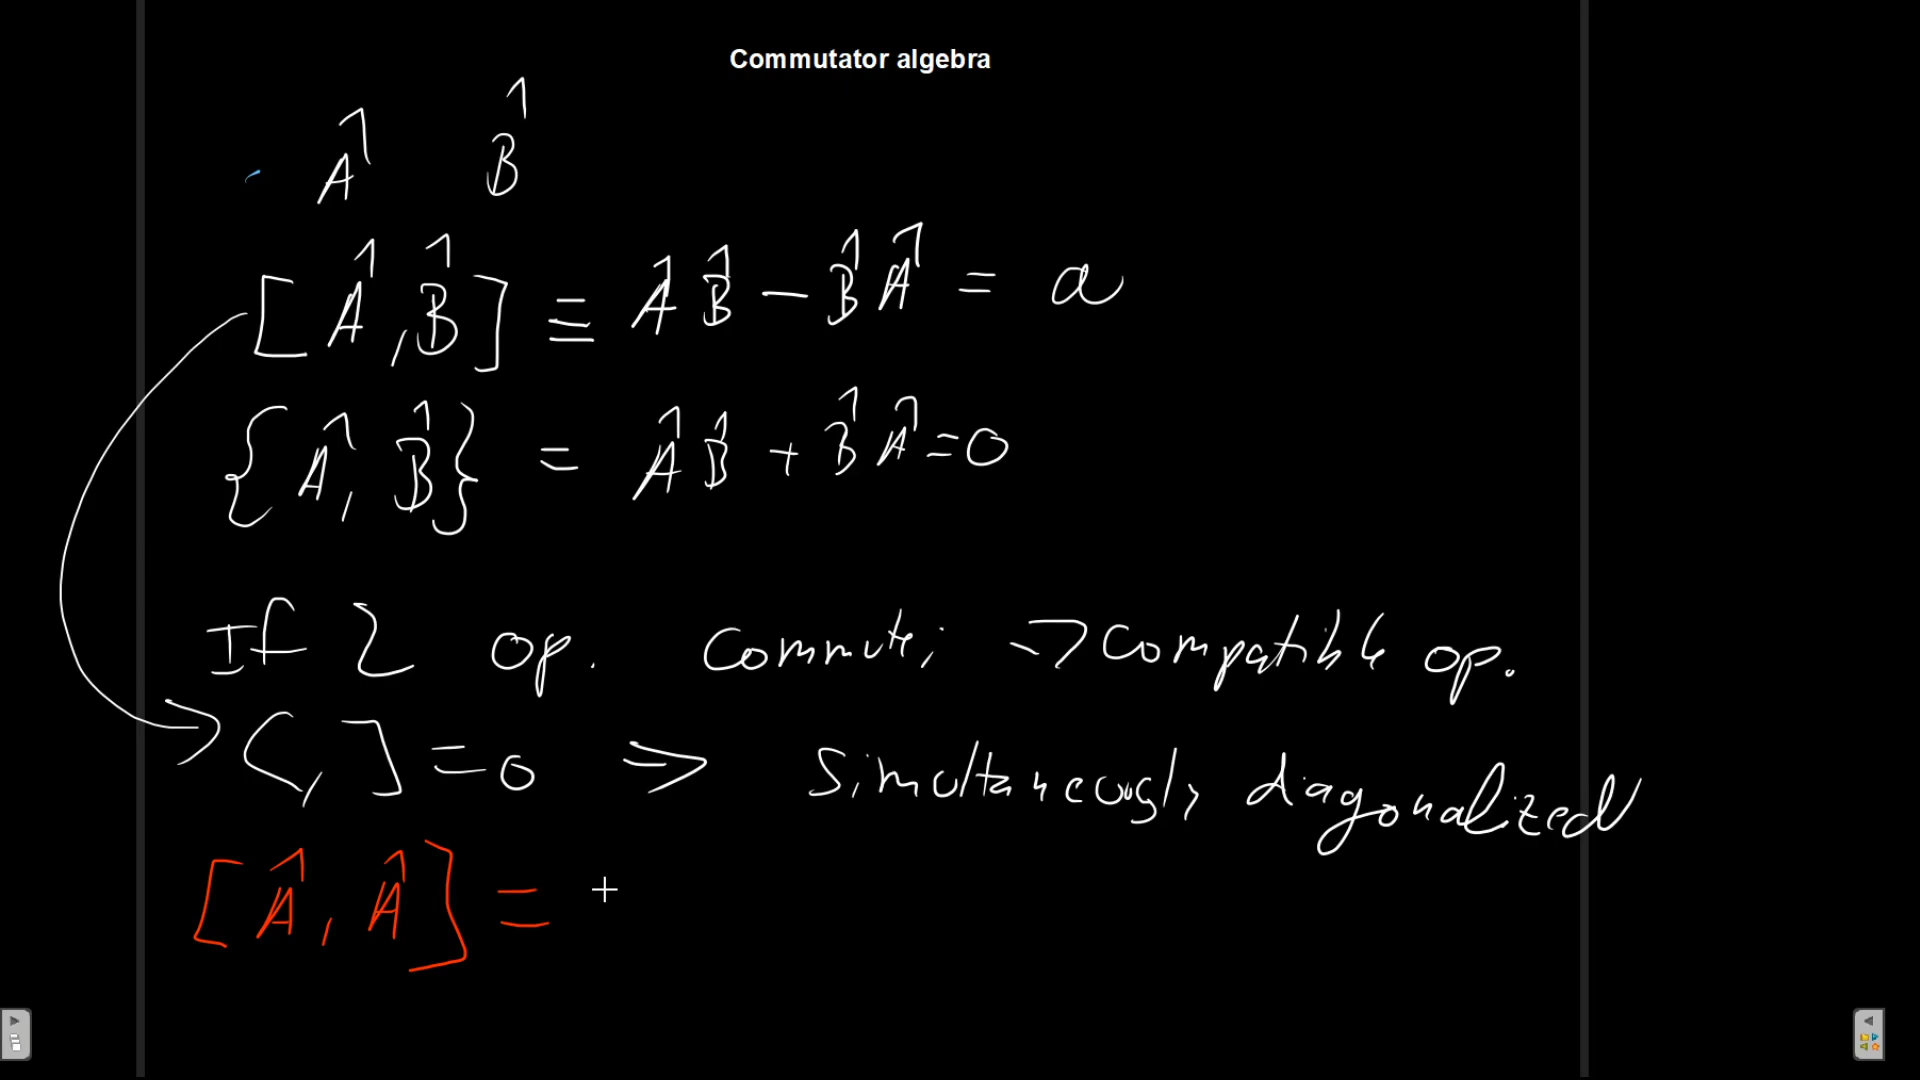 Commutator algebra
Â B̂
[Â, B̂] ≡ ÂB̂ − B̂Â = a
{Â, B̂} = ÂB̂ + B̂Â = 0
If 2 op. commute; → Compatible op.
[,] = 0 ⇒ Simultaneously diagonalized
[Â, Â] =